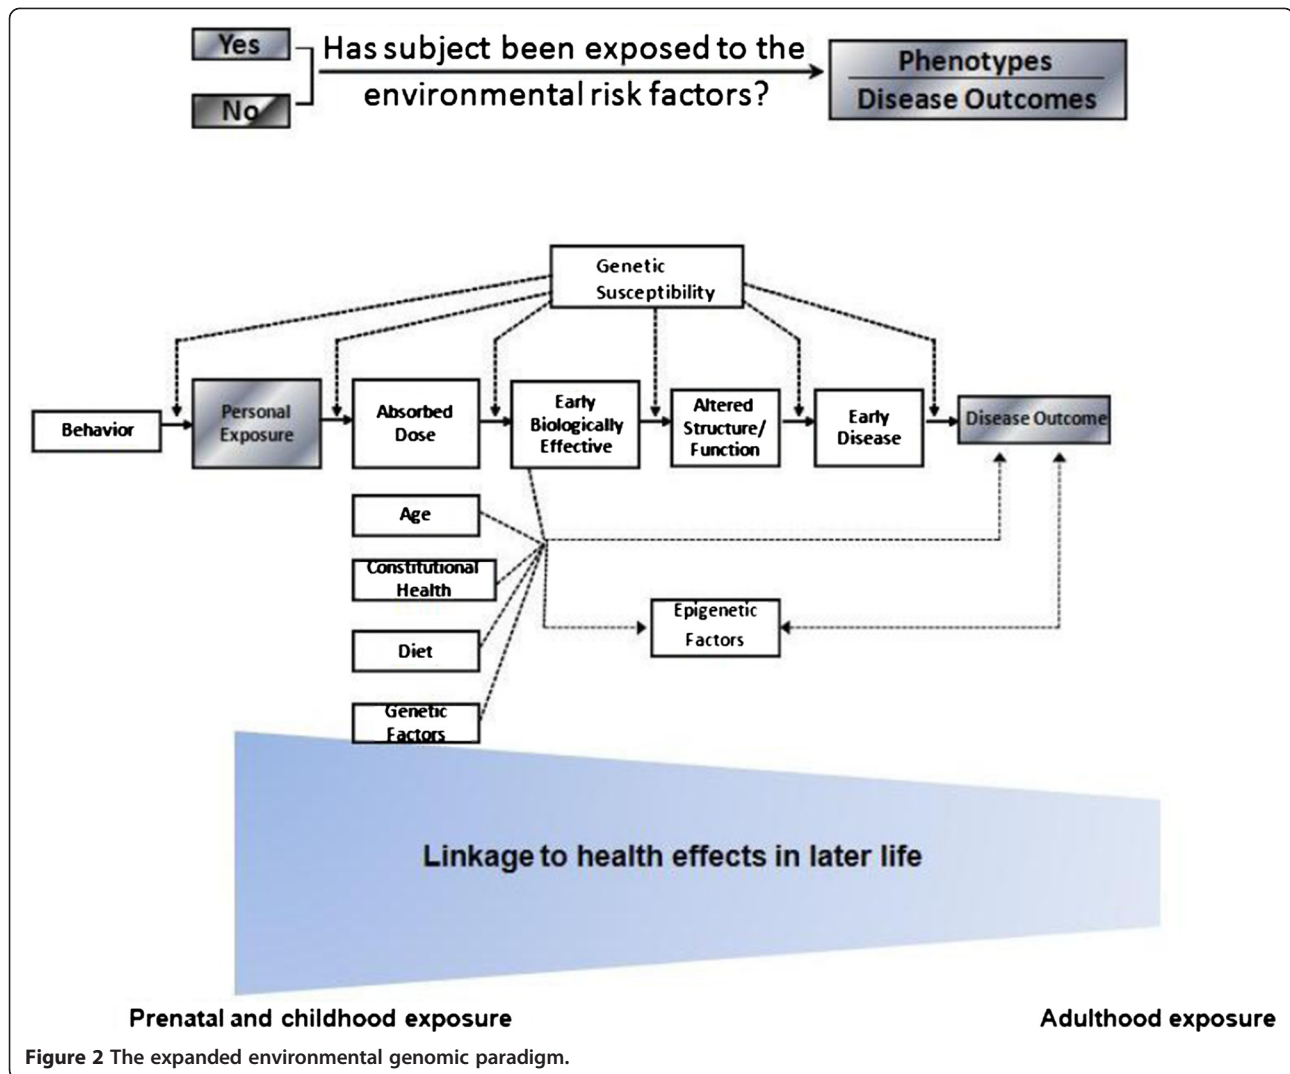 Yes
No
Has subject been exposed to the
environmental risk factors?
Phenotypes
Disease Outcomes
Genetic
Susceptibility
Behavior
Personal
Exposure
Absorbed
Dose
Early
Biologically
Effective
Altered
Structure/
Function
Early
Disease
Disease Outcome
Age
Constitutional
Health
Diet
Genetic
Factors
Epigenetic
Factors
Linkage to health effects in later life
Prenatal and childhood exposure
Adulthood exposure
Figure 2 The expanded environmental genomic paradigm.